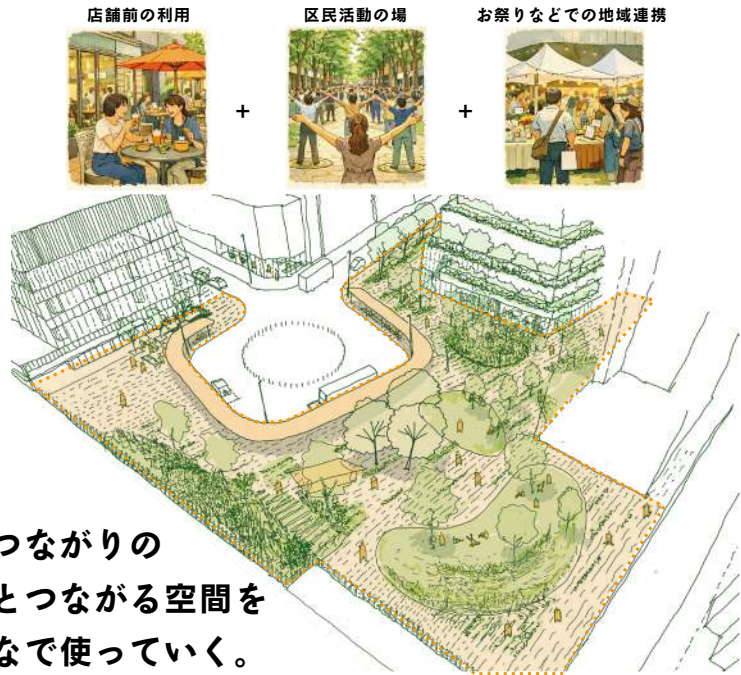 店舗前の利用
区民活動の場
お祭りなどでの地域連携
+
+
つながりの
とつながる空間を
なで使っていく。